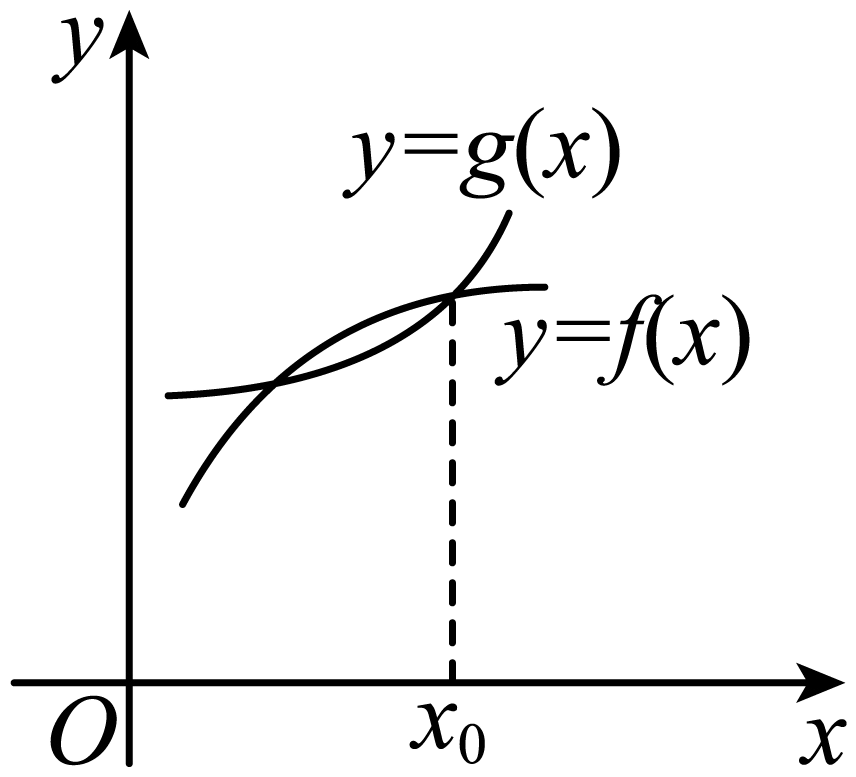 y
y=g(x)
y=f(x)
O
x₀
x